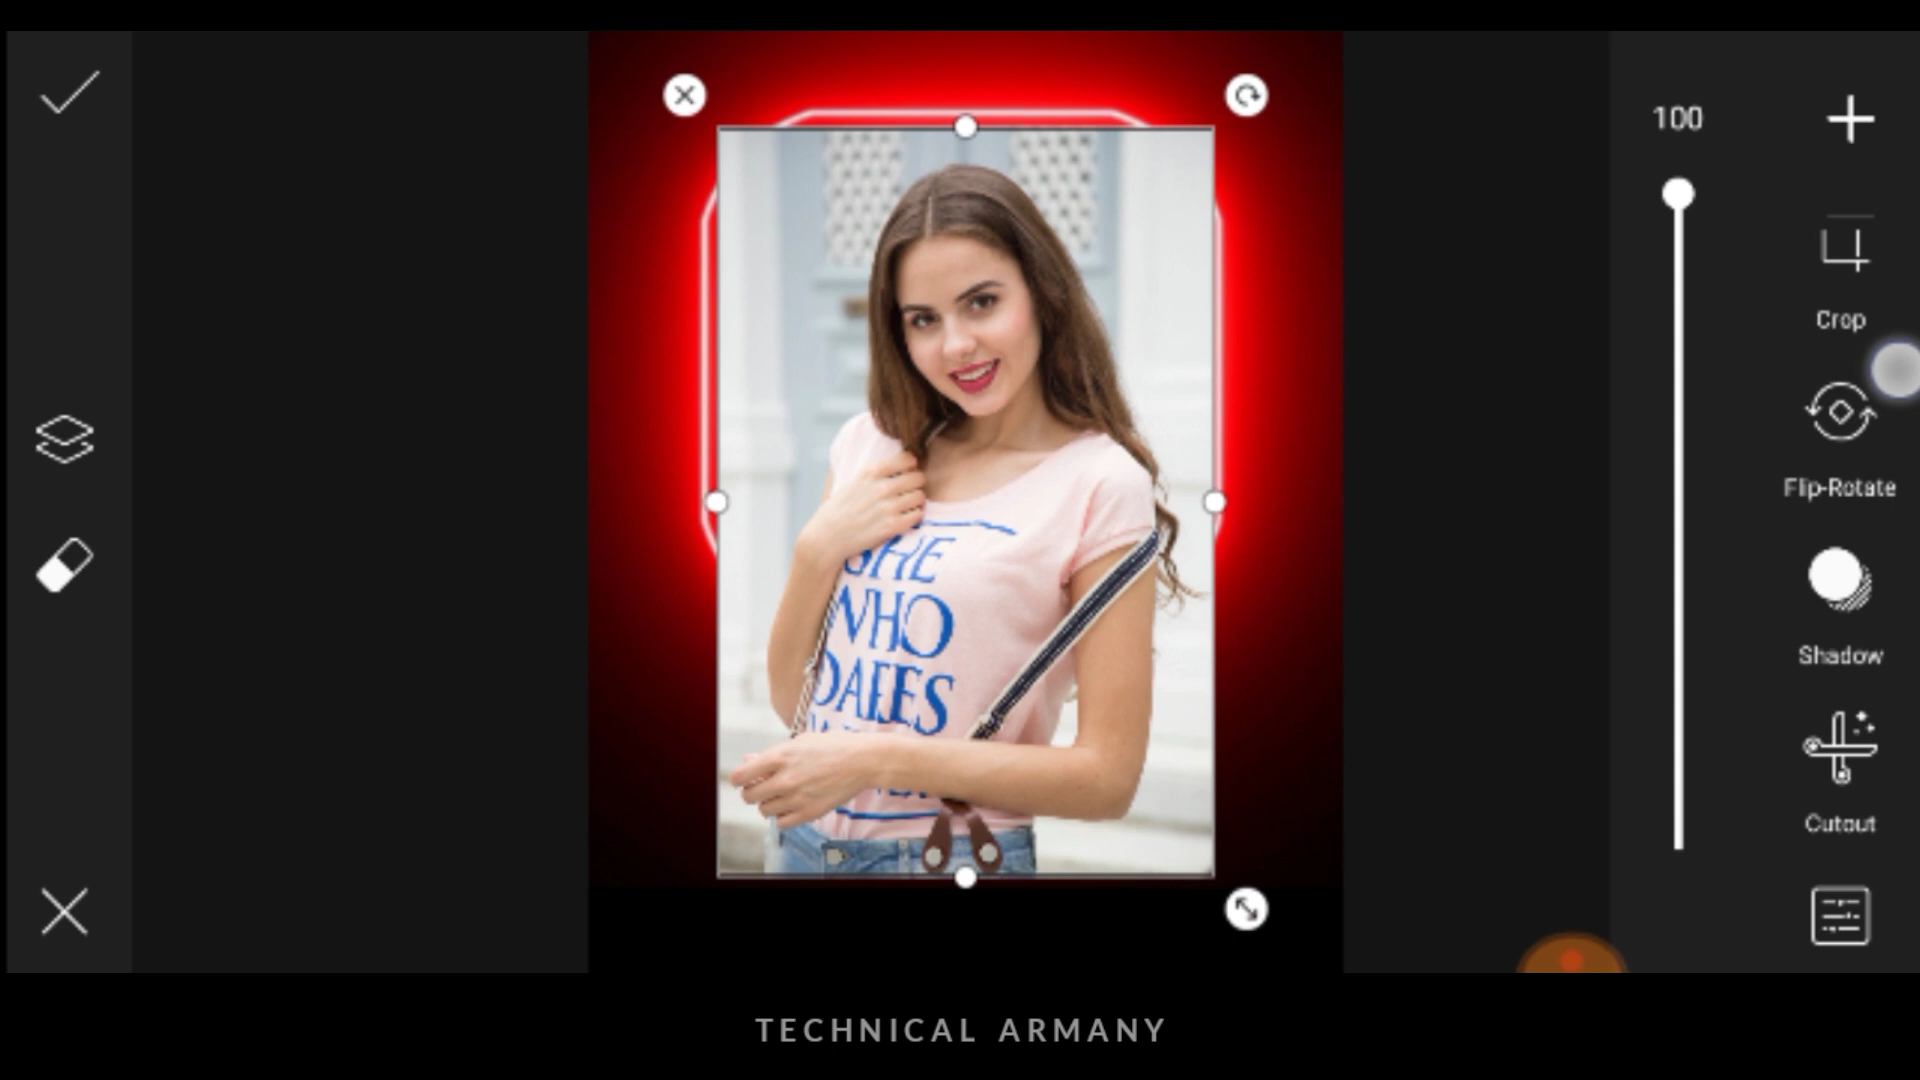 100
Crop
Flip-Rotate
Shadow
Cutout
SHE
WHO
DARES
TECHNICAL ARMANY